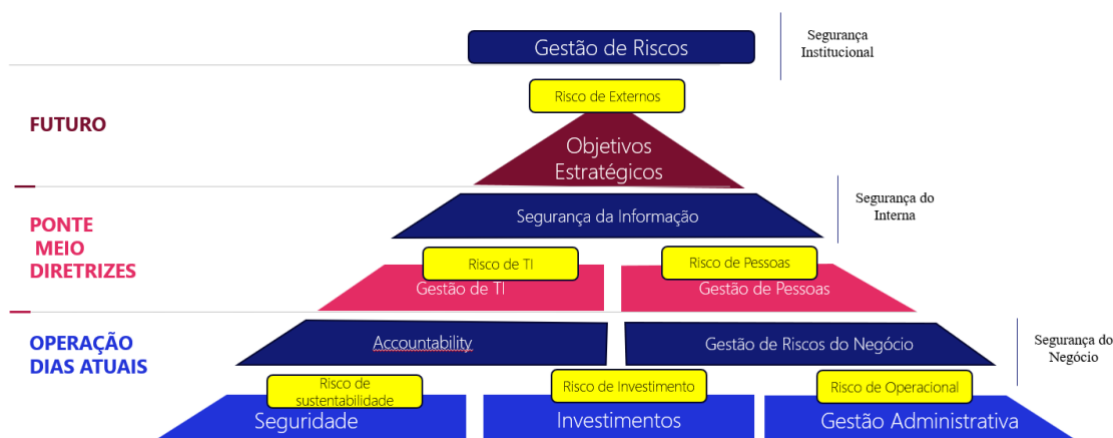 Gestão de Riscos
Segurança
Institucional
Risco de Externos
FUTURO
Objetivos
Estratégicos
Segurança da Informação
Segurança do
Interna
PONTE
MEIO
DIRETRIZES
Risco de TI
Risco de Pessoas
Gestão de TI
Gestão de Pessoas
OPERAÇÃO
DIAS ATUAIS
Accountability
Gestão de Riscos do Negócio
Segurança do
Negócio
Risco de
sustentabilidade
Risco de Investimento
Risco de Operacional
Seguridade
Investimentos
Gestão Administrativa